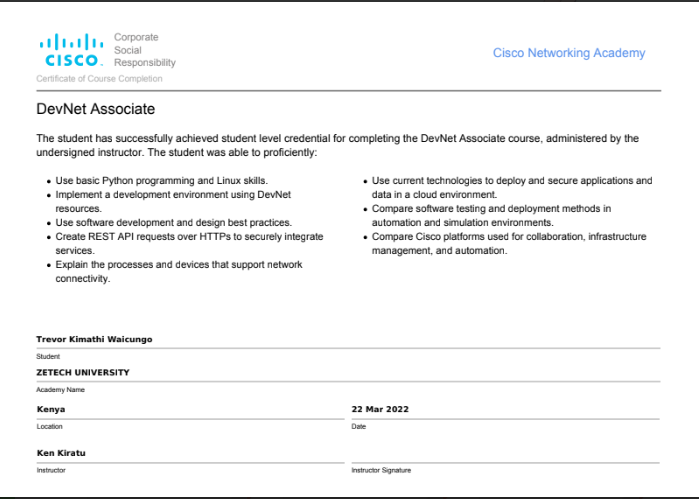 CISCO.
Corporate
Social
Responsibility
Cisco Networking Academy
Certificate of Course Completion
DevNet Associate
The student has successfully achieved student level credential for completing the DevNet Associate course, administered by the
undersigned instructor. The student was able to proficiently:
• Use basic Python programming and Linux skills.
• Implement a development environment using DevNet
resources.
• Use software development and design best practices.
• Create REST API requests over HTTPs to securely integrate
services.
• Explain the processes and devices that support network
connectivity.
• Use current technologies to deploy and secure applications and
data in a cloud environment.
• Compare software testing and deployment methods in
automation and simulation environments.
• Compare Cisco platforms used for collaboration, infrastructure
management, and automation.
Trevor Kimathi Waicungo
Student
ZETECH UNIVERSITY
Academy Name
Kenya
Location
22 Mar 2022
Date
Ken Kiratu
Instructor
Instructor Signature